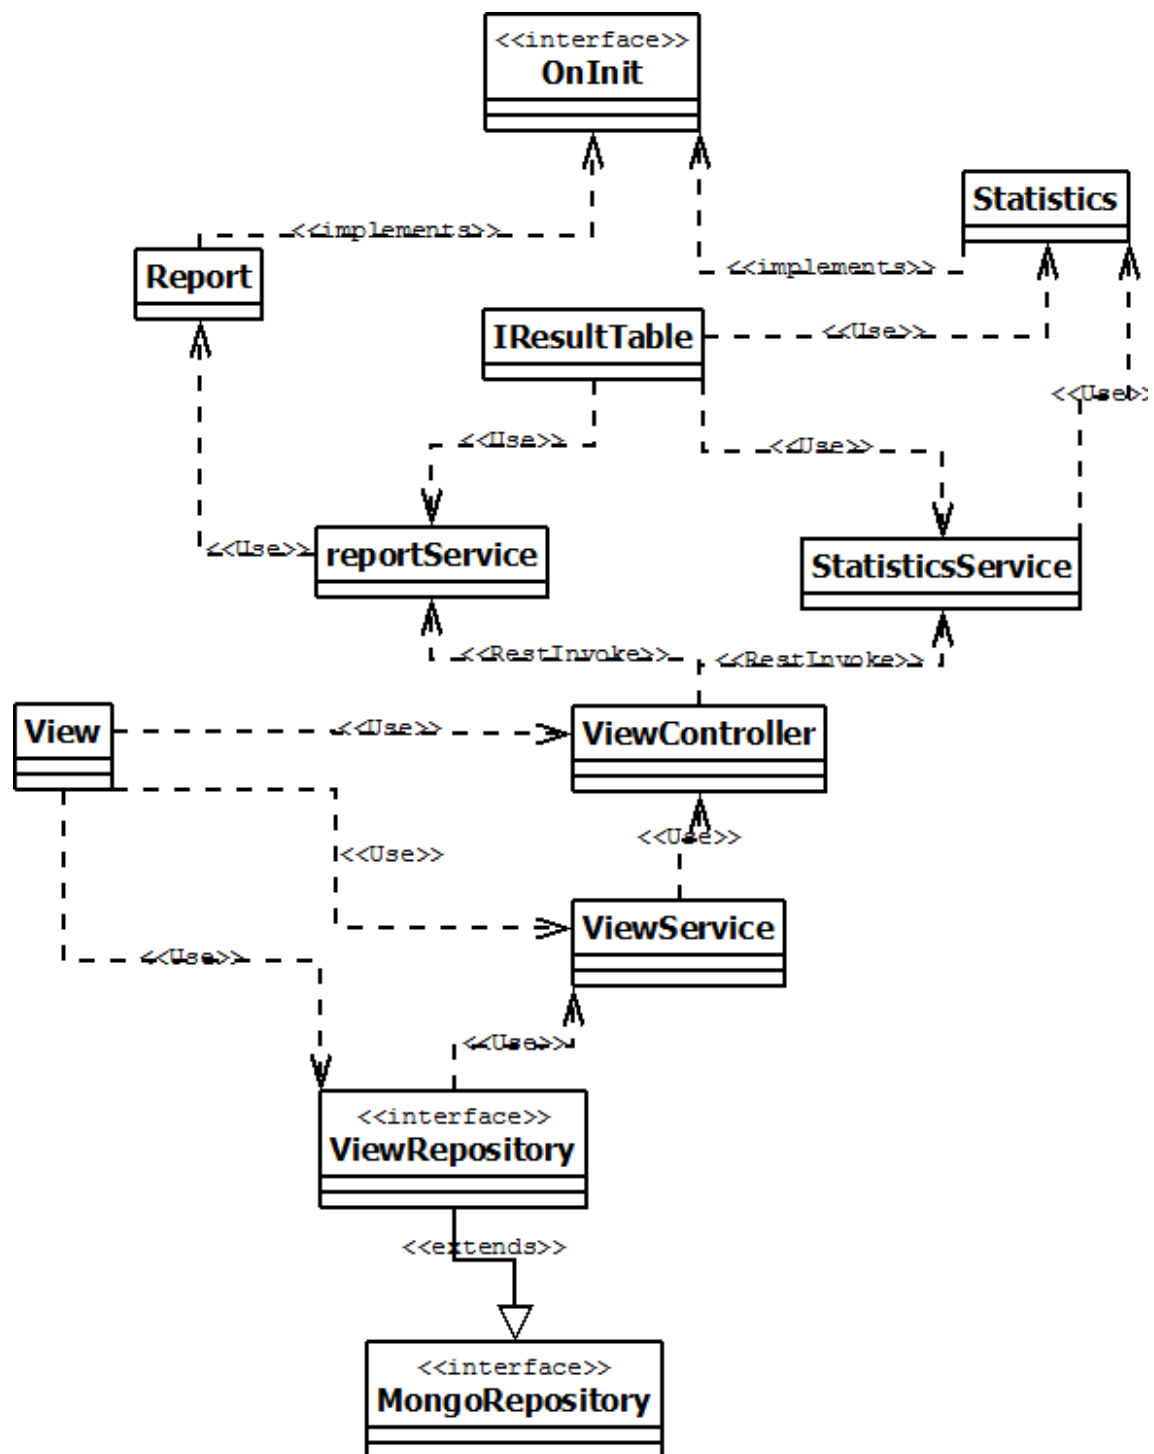 <<interface>>
OnInit
Statistics
<<implements>>
<<implements>>
Report
IResultTable
<<Use>>
<<Use>>
<<Use>>
<<Use>>
<<Use>>
reportService
StatisticsService
<<RestInvoke>>
<<RestInvoke>>
View
<<Use>>
ViewController
<<Use>>
<<Use>>
ViewService
<<Use>>
<<Use>>
<<interface>>
ViewRepository
<<extends>>
<<interface>>
MongoRepository